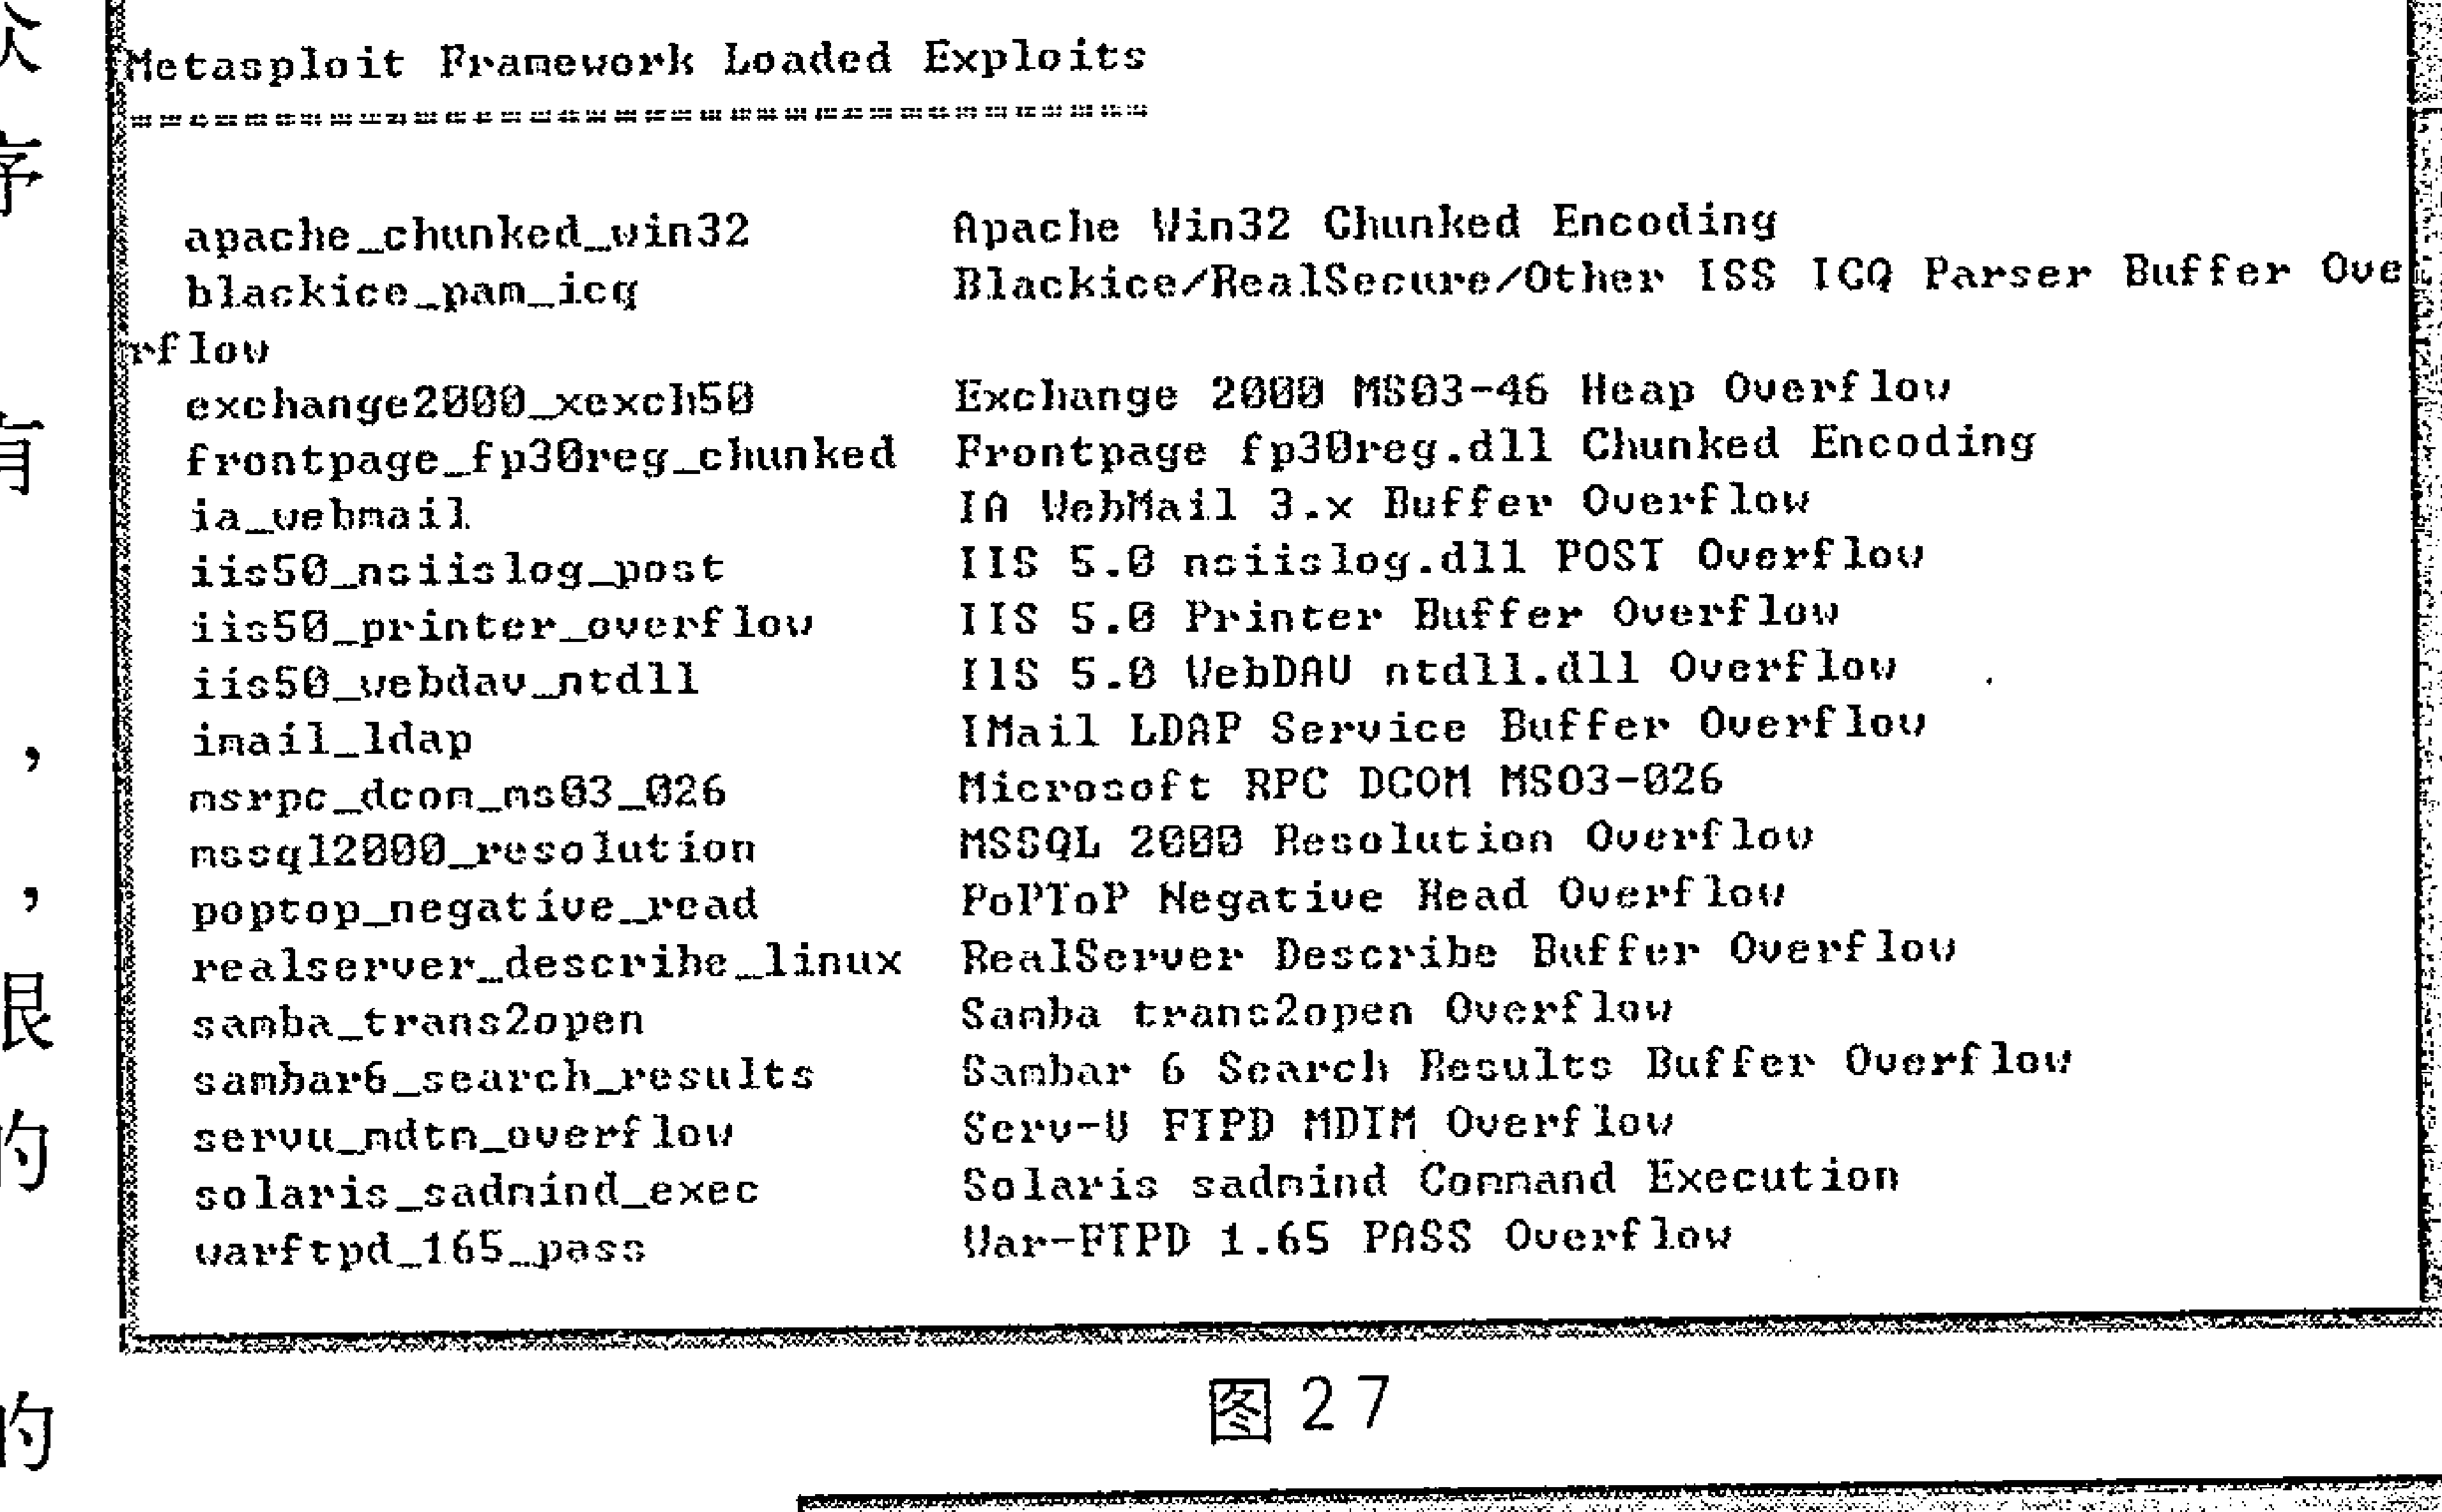 Metasploit Framework Loaded Exploits
====================================
apache_chunked_win32 Apache Win32 Chunked Encoding
blackice_pam_icq Blackice/RealSecure/Other ISS ICQ Parser Buffer Ove
rflow
exchange2000_xexch50 Exchange 2000 MS03-46 Heap Overflow
frontpage_fp30reg_chunked Frontpage fp30reg.dll Chunked Encoding
ia_webmail IA WebMail 3.x Buffer Overflow
iis50_nsiislog_post IIS 5.0 nsiislog.dll POST Overflow
iis50_printer_overflow IIS 5.0 Printer Buffer Overflow
iis50_webdav_ntdll IIS 5.0 WebDAV ntdll.dll Overflow
imail_ldap IMail LDAP Service Buffer Overflow
msrpc_dcom_ms03_026 Microsoft RPC DCOM MSO3-026
mssql2000_resolution MSSQL 2000 Resolution Overflow
poptop_negative_read PoPToP Negative Read Overflow
realserver_describe_linux RealServer Describe Buffer Overflow
samba_trans2open Samba trans2open Overflow
sambar6_search_results Sambar 6 Search Results Buffer Overflow
servu_mdtm_overflow Serv-U FTPD MDTM Overflow
solaris_sadmind_exec Solaris sadmind Command Execution
warftpd_165_pass War-FTPD 1.65 PASS Overflow
图27
序
有
，
，
的
的